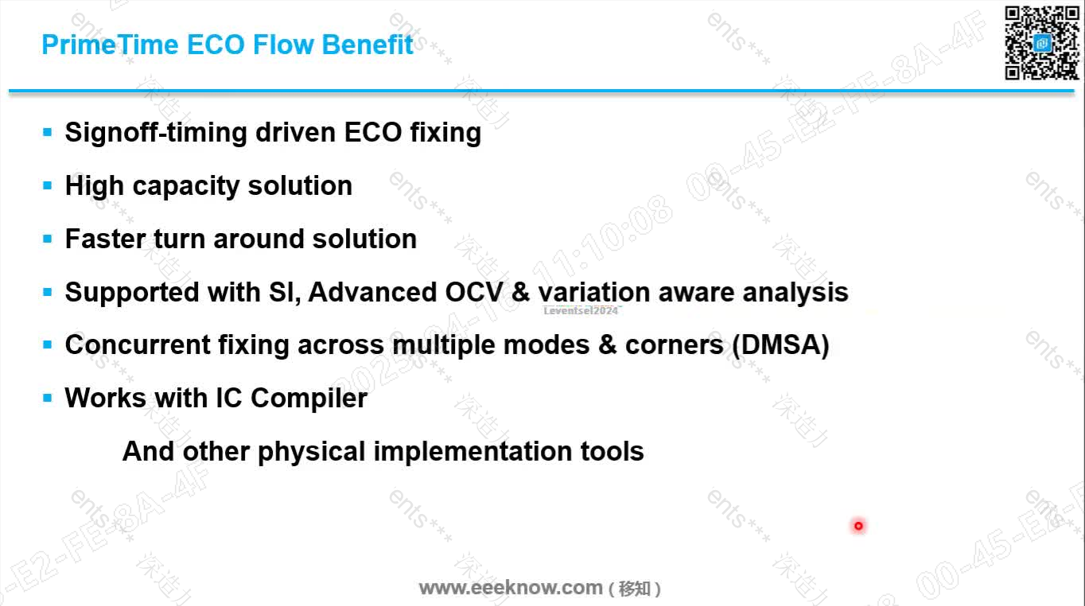 PrimeTime ECO Flow Benefit
Signoff-timing driven ECO fixing
High capacity solution
Faster turn around solution
Supported with SI, Advanced OCV & variation aware analysis
Leventsel2024
Concurrent fixing across multiple modes & corners (DMSA)
Works with IC Compiler
And other physical implementation tools
www.eeeknow.com ( 移知 )